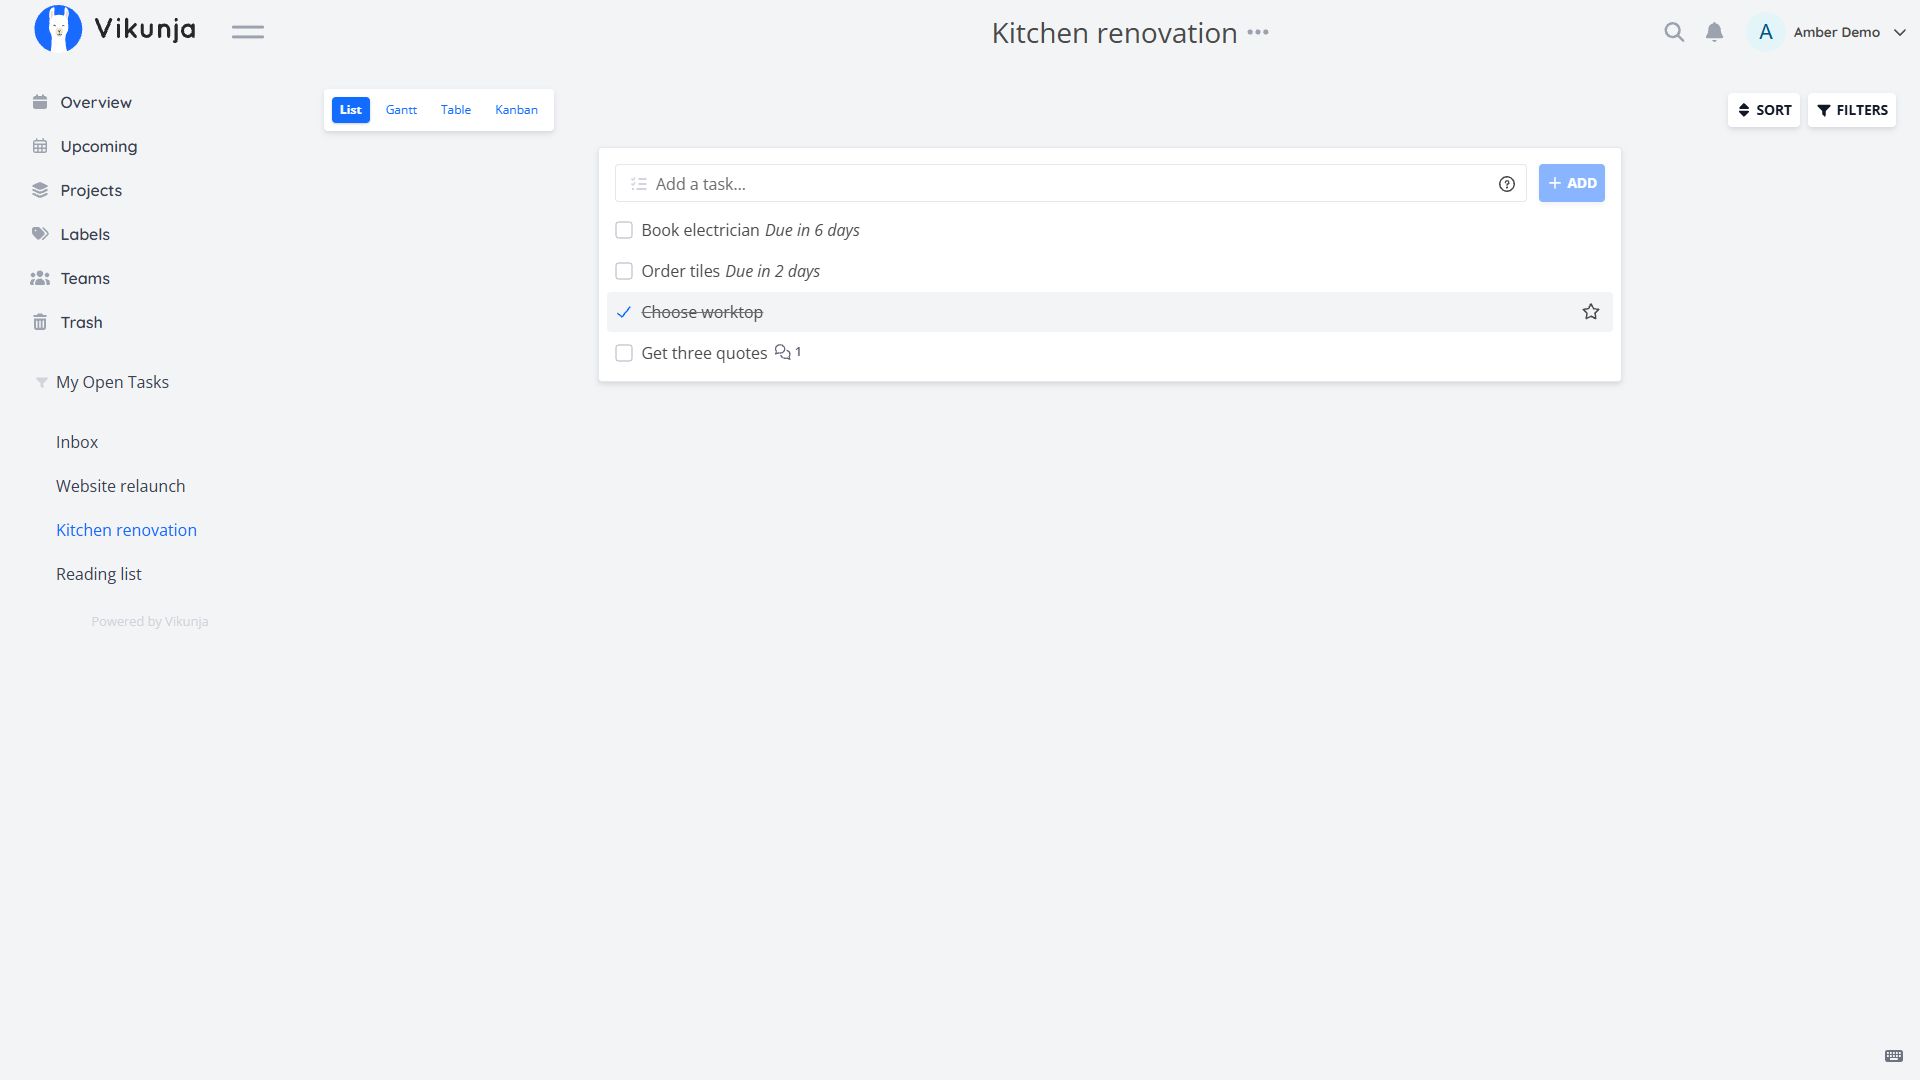 Vikunja
Kitchen renovation
A Amber Demo
Overview
Upcoming
Projects
Labels
Teams
Trash
My Open Tasks
Inbox
Website relaunch
Kitchen renovation
Reading list
Powered by Vikunja
List Gantt Table Kanban
SORT FILTERS
Add a task... ADD
Book electrician Due in 6 days
Order tiles Due in 2 days
Choose worktop
Get three quotes 1